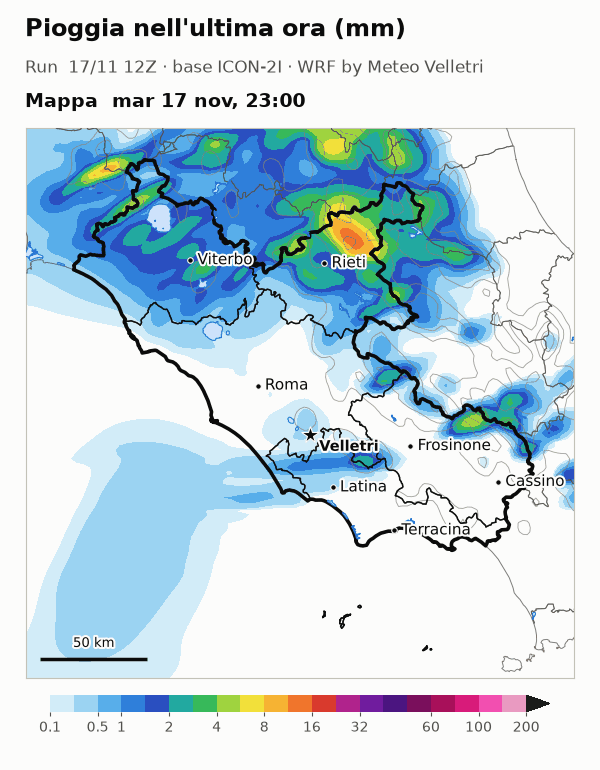 Pioggia nell'ultima ora (mm)
Run  17/11 12Z · base ICON-2I · WRF by Meteo Velletri
Mappa  mar 17 nov, 23:00
Viterbo
Rieti
Roma
Velletri
Frosinone
Cassino
Latina
Terracina
50 km
0.1 0.5 1 2 4 8 16 32 60 100 200